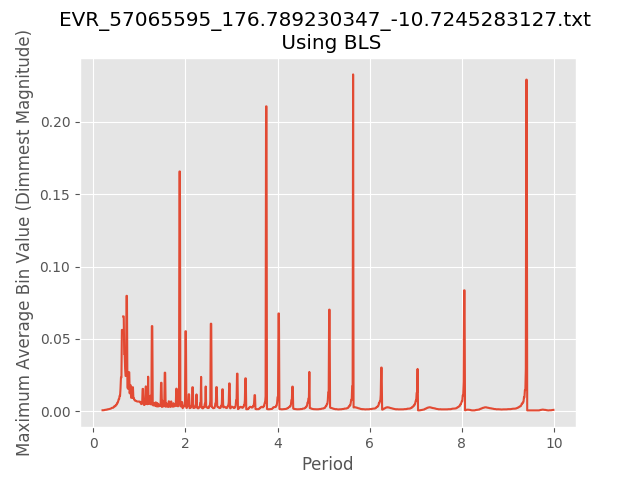 EVR_57065595_176.789230347_-10.7245283127.txt
Using BLS
Maximum Average Bin Value (Dimmest Magnitude)
0.20
0.15
0.10
0.05
0.00
0
2
4
6
8
10
Period